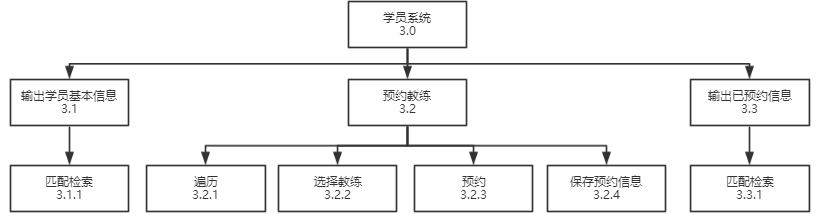 学员系统
3.0
输出学员基本信息
3.1
预约教练
3.2
输出已预约信息
3.3
匹配检索
3.1.1
遍历
3.2.1
选择教练
3.2.2
预约
3.2.3
保存预约信息
3.2.4
匹配检索
3.3.1